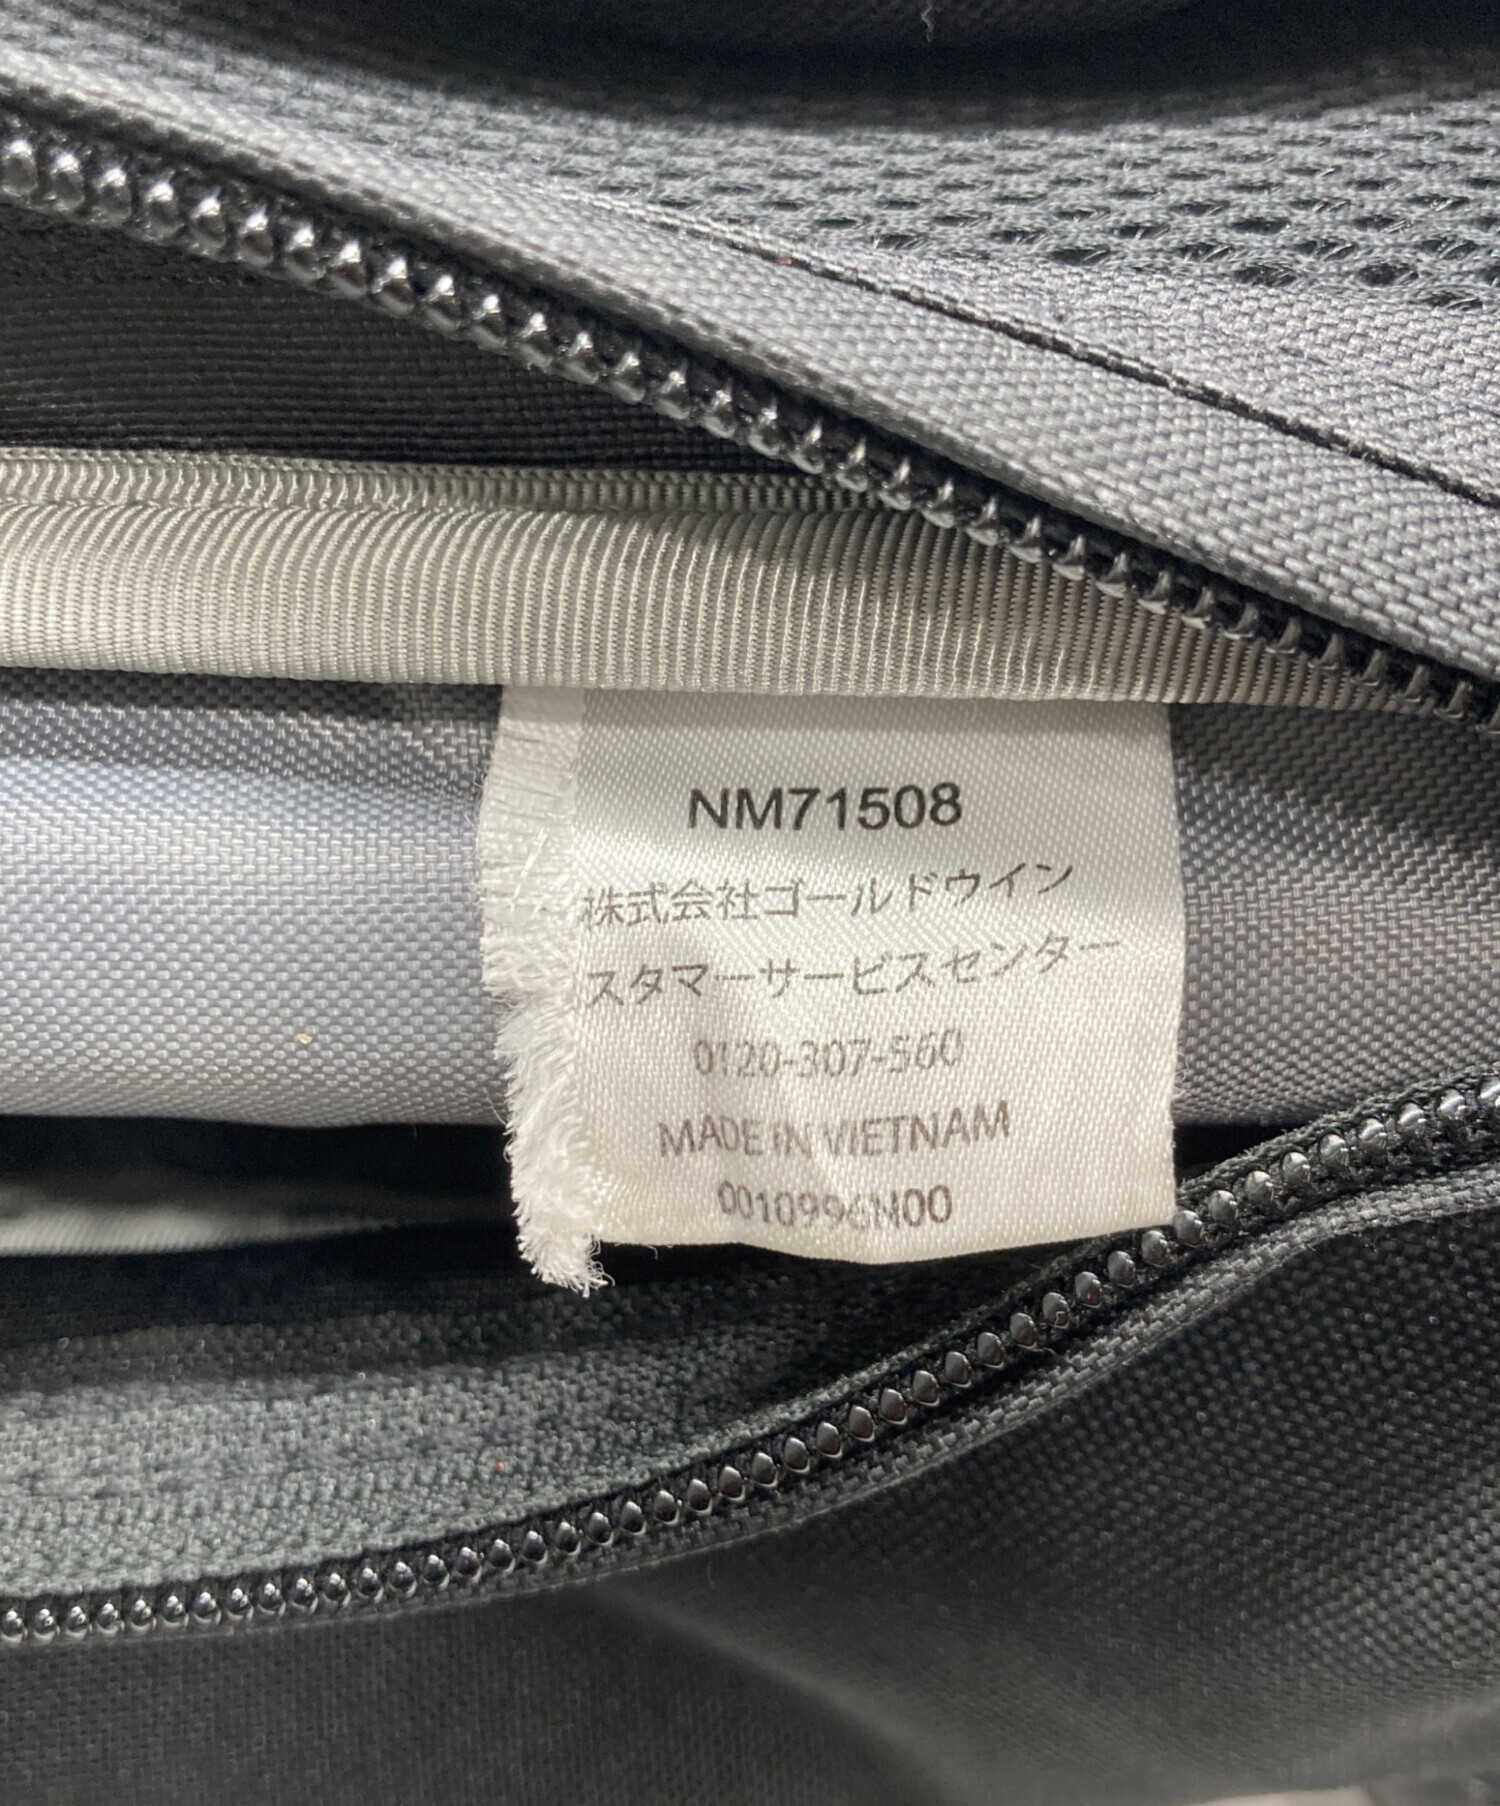 NM71508
株式会社ゴールドウイン
スタマーサービスセンター
0120-307-560
MADE IN VIETNAM
0010996N00